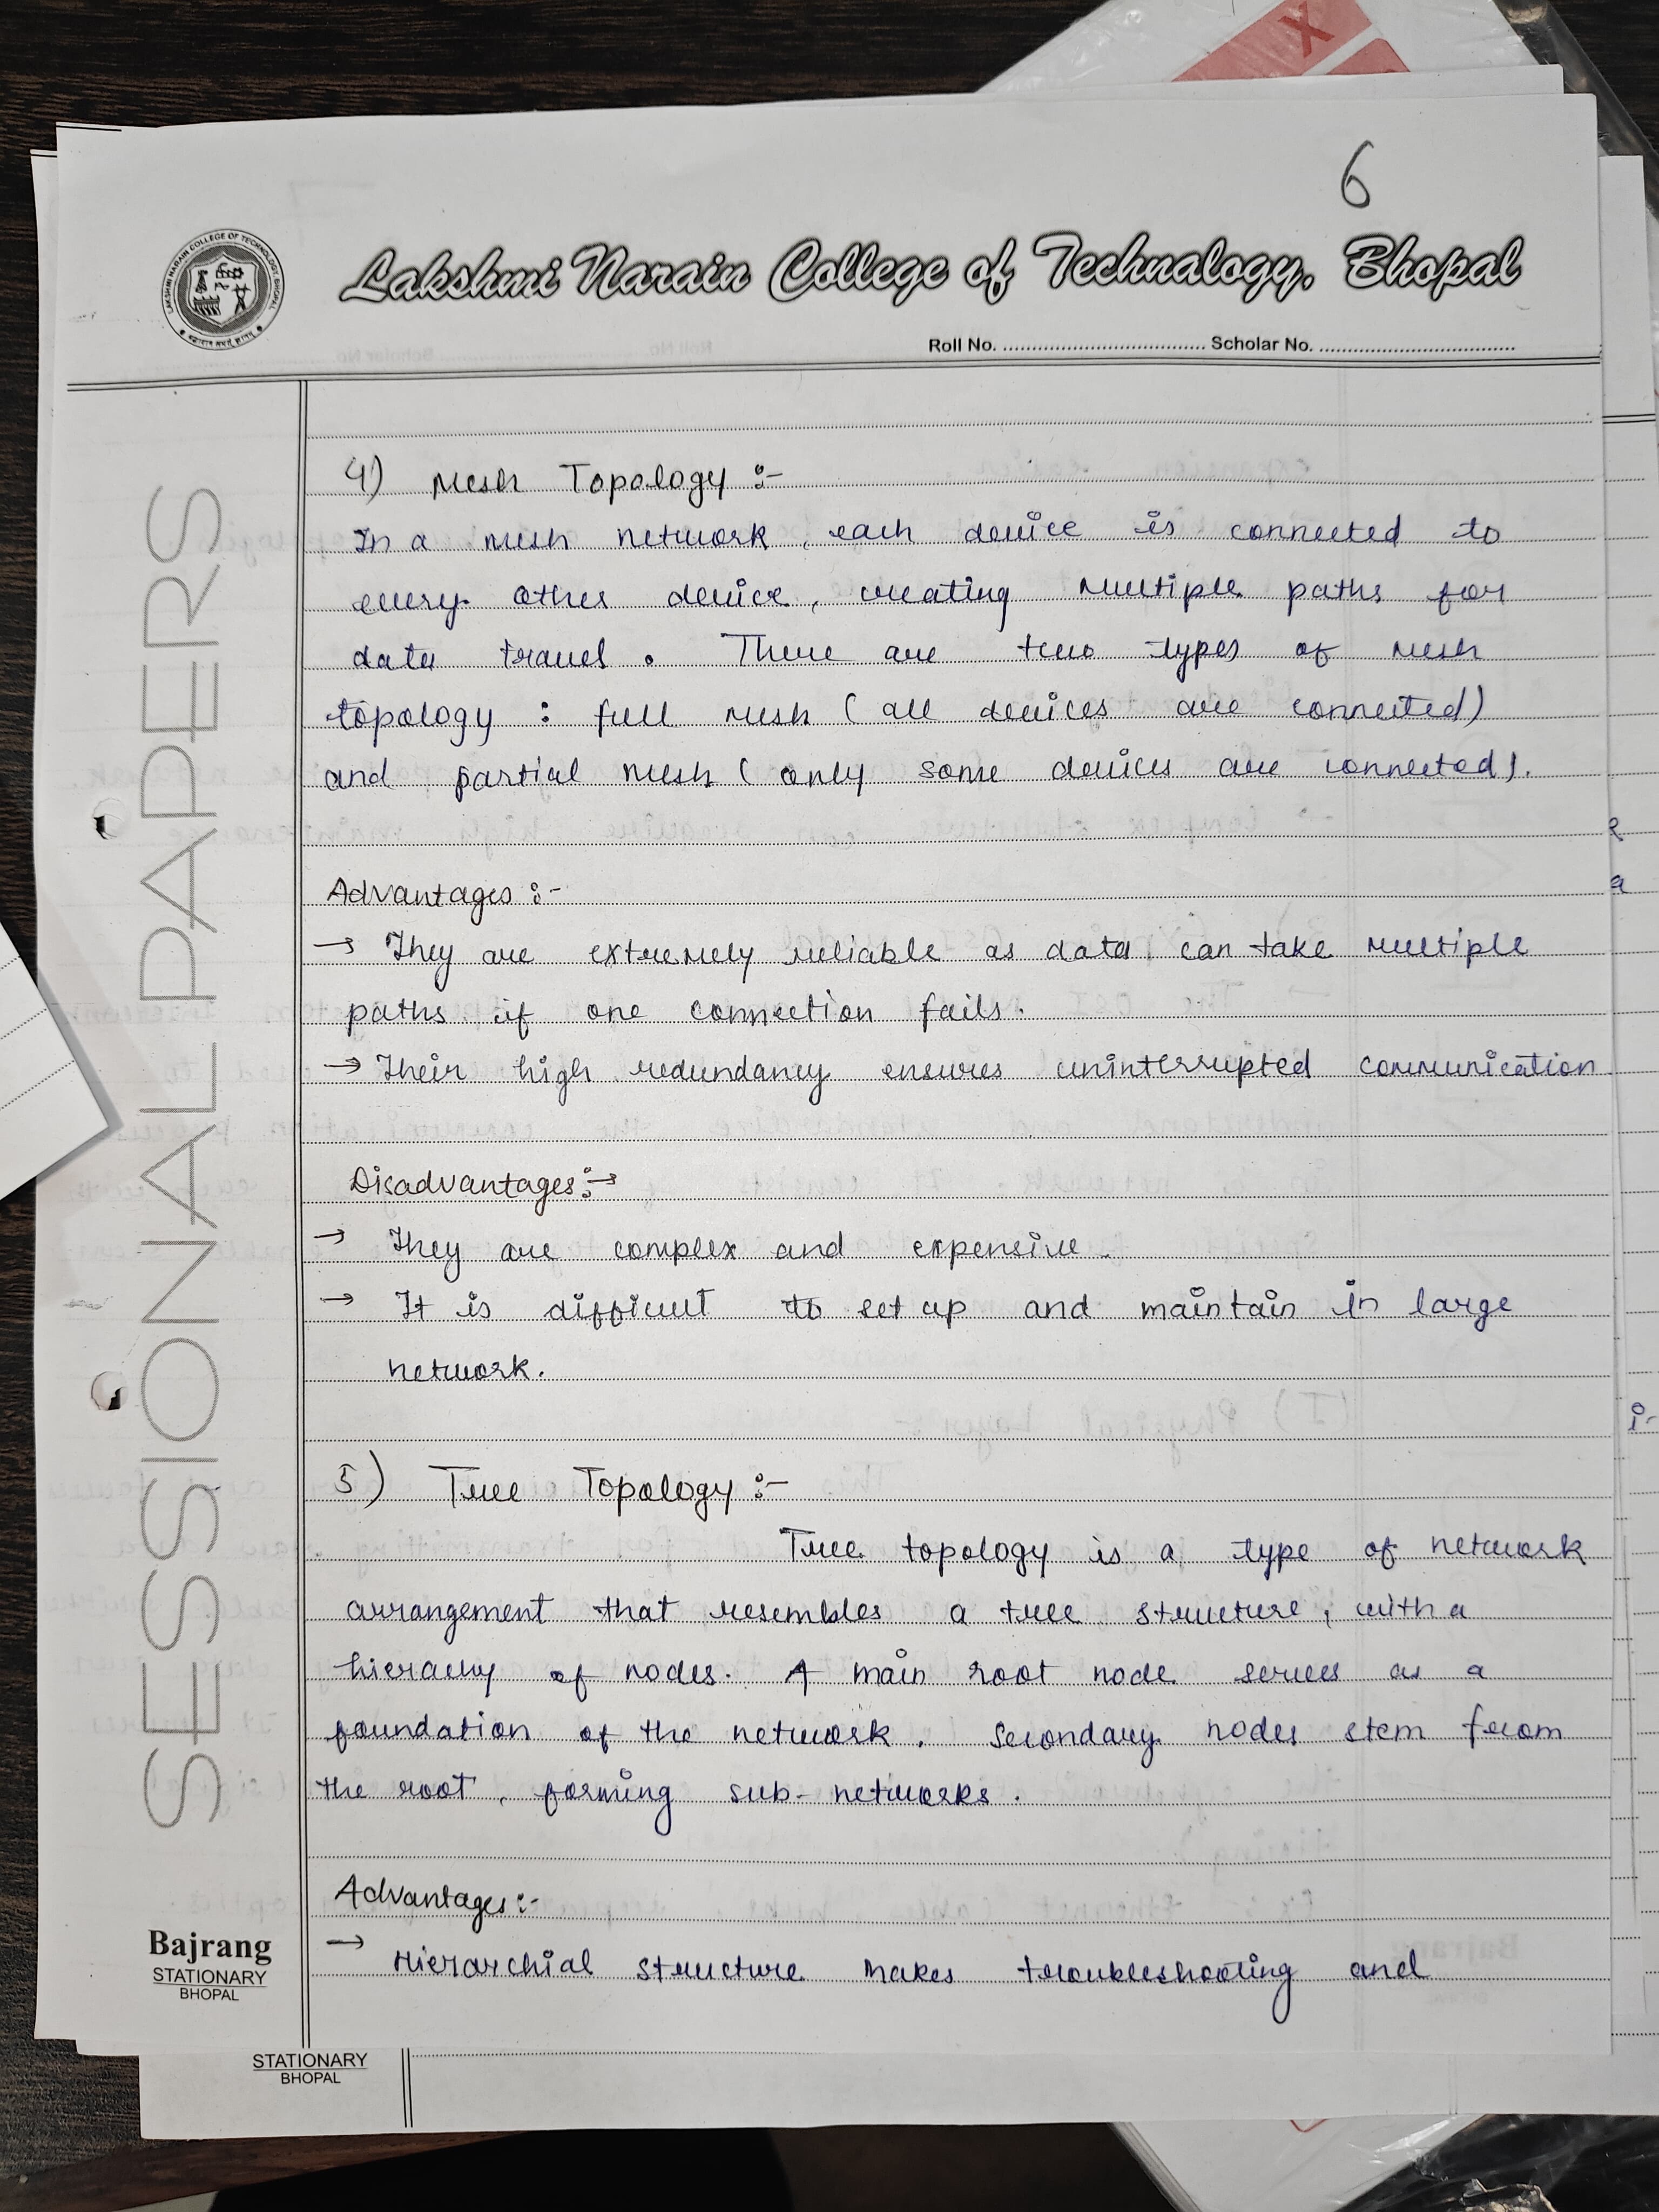 6
Lakshmi Narain College of Technalogy, Bhopal
Roll No. .................................... Scholar No. ....................................
SESSIONAL PAPERS
4) Mesh Topology :-
In a mesh network, each device is connected to
every other device, creating multiple paths for
data travel. There are two types of mesh
topology : full mesh (all devices are connected)
and partial mesh (only some devices are connected).
Advantages :-
→ They are extremely reliable as data can take multiple
paths if one connection fails.
→ Their high redundancy ensures uninterrupted communication
Disadvantages :→
→ They are complex and expensive.
→ It is difficult to set up and maintain in large
network.
5) Tree Topology :-
Tree topology is a type of network
arrangement that resembles a tree structure, with a
hierachy of nodes. A main root node serves as a
foundation of the network. Secondary nodes stem from
the root, forming sub-networks.
Advantages :-
→ Hierarchial structure makes troubleshooting and
Bajrang
STATIONARY
BHOPAL
STATIONARY
BHOPAL